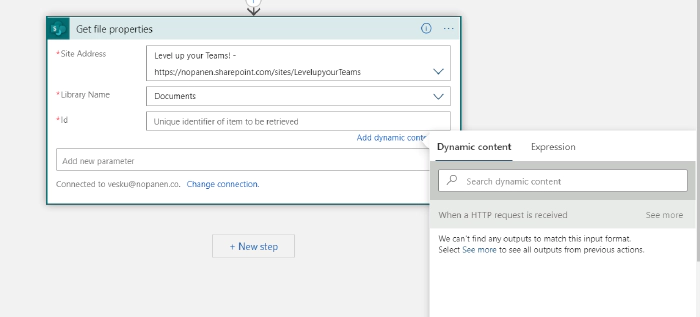 Get file properties
* Site Address
Level up your Teams! -
https://nopanen.sharepoint.com/sites/LevelupyourTeams
* Library Name
Documents
* Id
Unique identifier of item to be retrieved
Add dynamic conte
Add new parameter
Connected to vesku@nopanen.co. Change connection.
+ New step
Dynamic content Expression
Search dynamic content
When a HTTP request is received See more
We can't find any outputs to match this input format.
Select See more to see all outputs from previous actions.